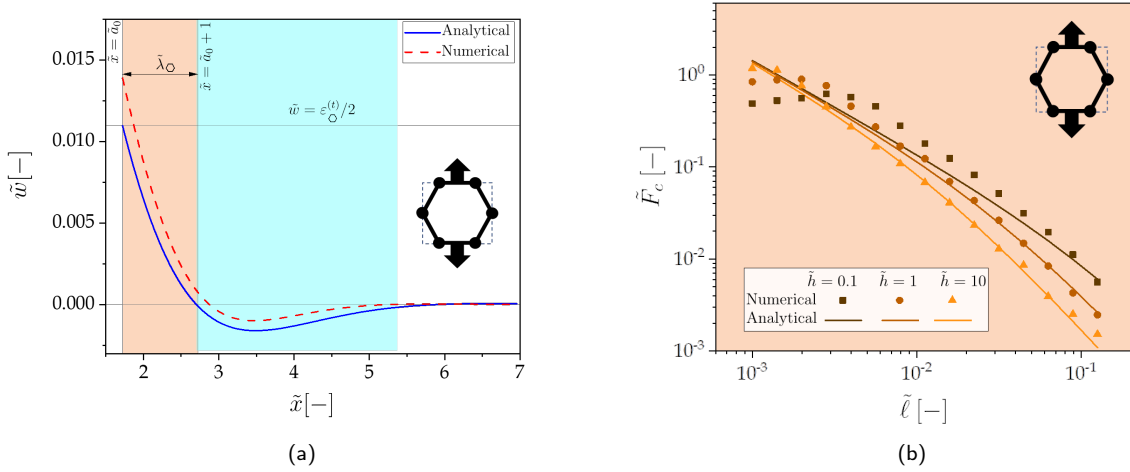 0.015
0.010
0.005
0.000
w̃[−]
x̃ = ã₀
λ̃⎔
x̃ = ã₀ + 1
Analytical
Numerical
w̃ = ε⎔⁽ᵗ⁾/2
2
3
4
5
6
7
x̃[−]
(a)
10⁰
10⁻¹
10⁻²
10⁻³
F̃c [−]
h̃ = 0.1 h̃ = 1 h̃ = 10
Numerical
Analytical
10⁻³
10⁻²
10⁻¹
ℓ̃ [−]
(b)